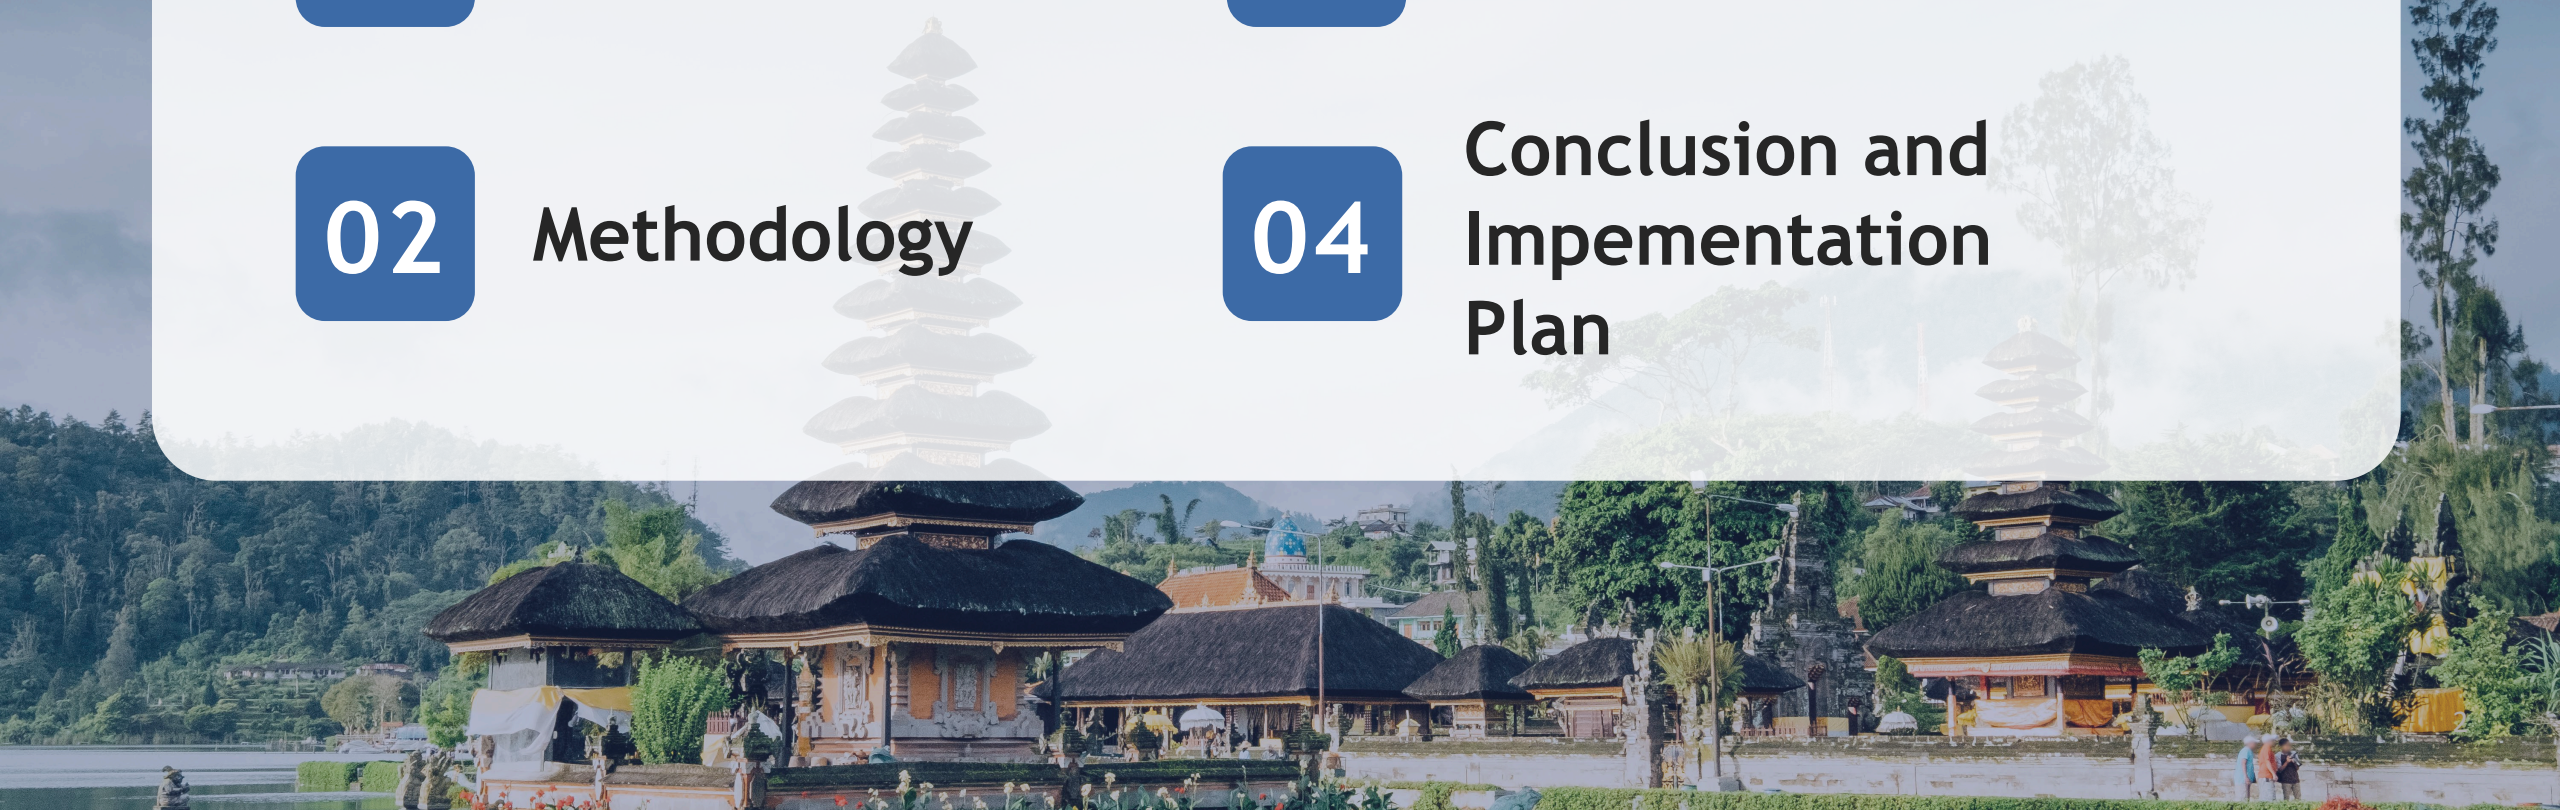 02
Methodology
04
Conclusion and
Impementation
Plan